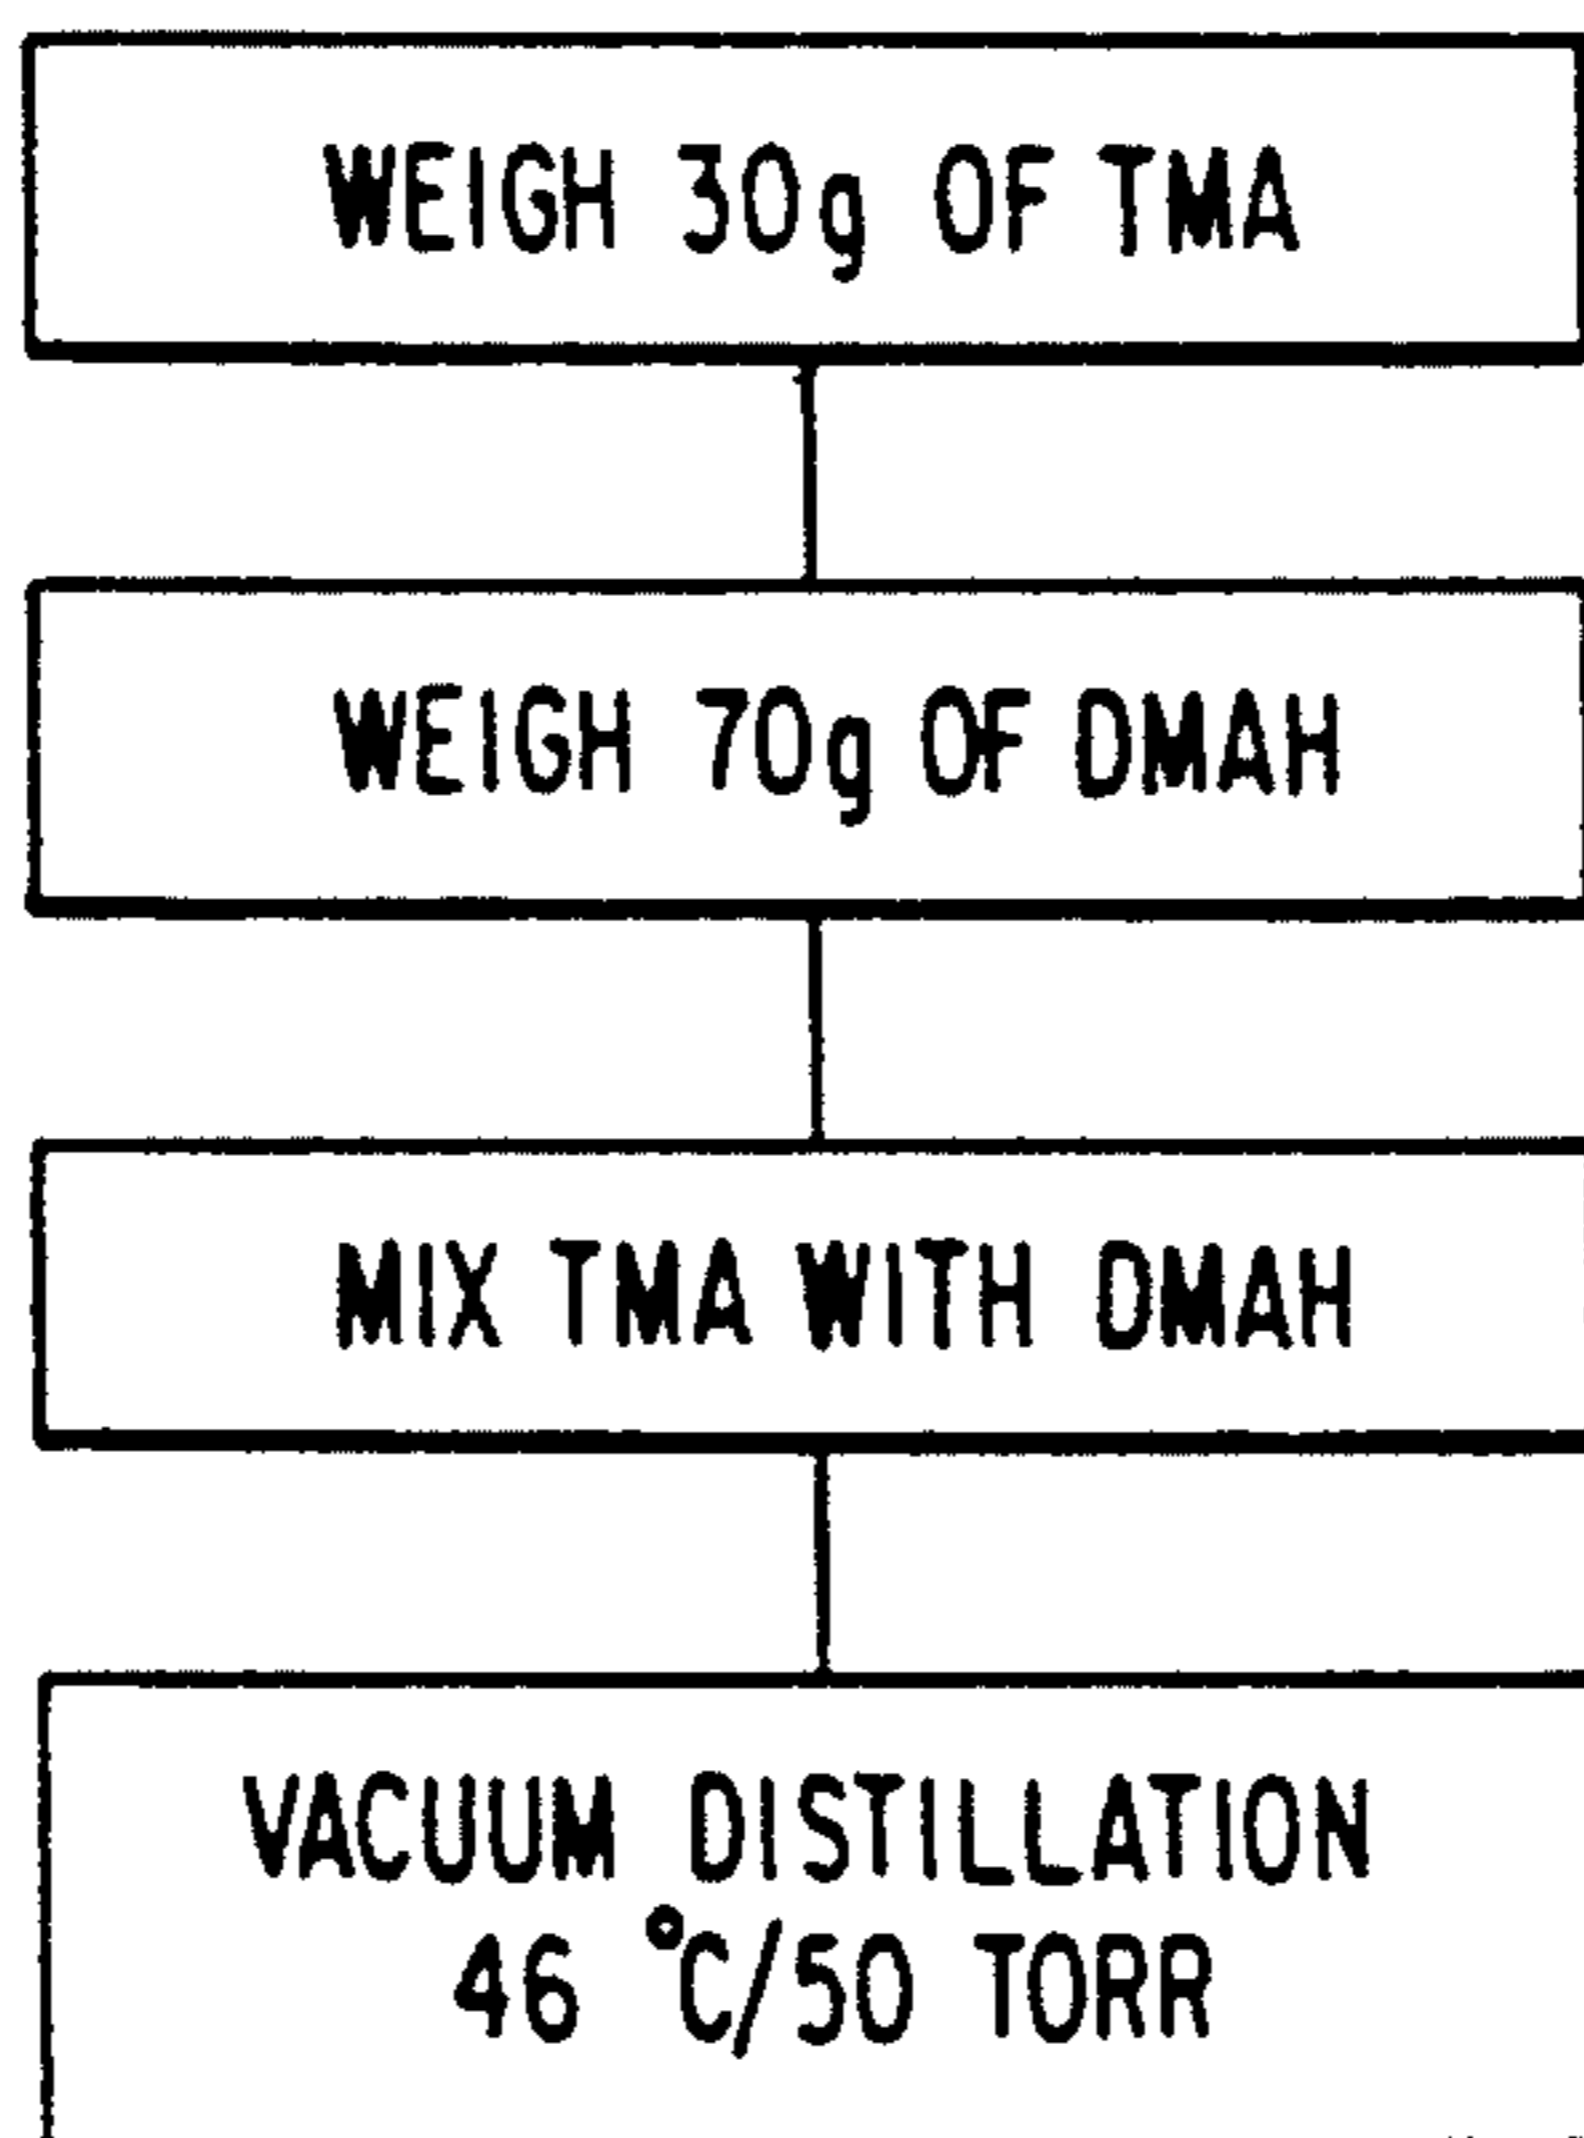 WEIGH 30g OF TMA
WEIGH 70g OF DMAH
MIX TMA WITH DMAH
VACUUM DISTILLATION
46 °C/50 TORR